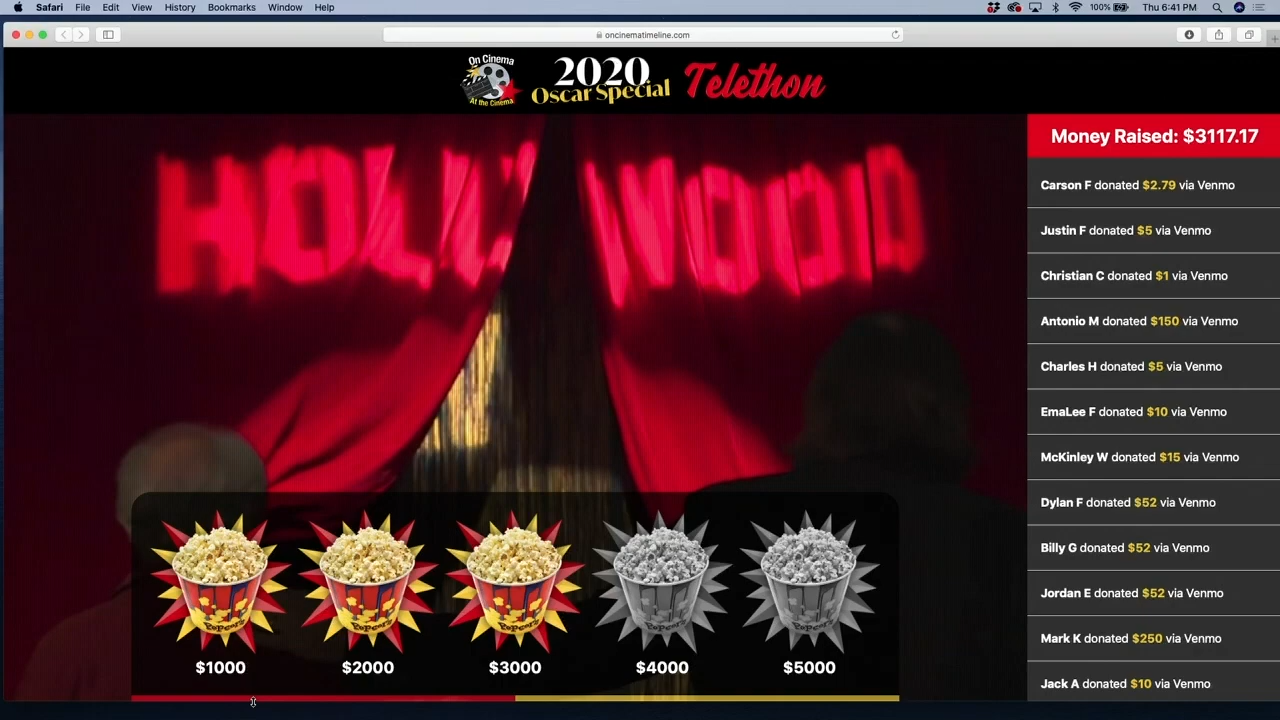 Safari File Edit View History Bookmarks Window Help
100% Thu 6:41 PM
oncinematimeline.com
On Cinema
At the Cinema
2020
Oscar Special
Telethon
HOLLYWOOD
Money Raised: $3117.17
Carson F donated $2.79 via Venmo
Justin F donated $5 via Venmo
Christian C donated $1 via Venmo
Antonio M donated $150 via Venmo
Charles H donated $5 via Venmo
EmaLee F donated $10 via Venmo
McKinley W donated $15 via Venmo
Dylan F donated $52 via Venmo
Billy G donated $52 via Venmo
Jordan E donated $52 via Venmo
Mark K donated $250 via Venmo
Jack A donated $10 via Venmo
Popcorn Popcorn Popcorn Popcorn Popcorn
$1000 $2000 $3000 $4000 $5000